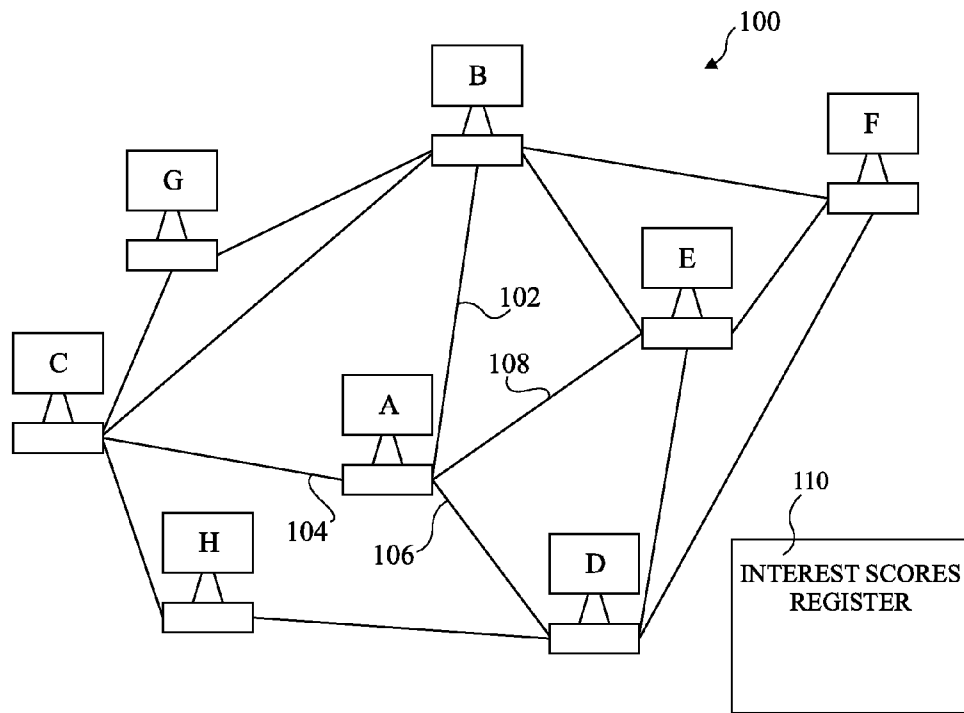 100
B
F
G
E
102
C
108
A
110
104
H
106
D
INTEREST SCORES
REGISTER